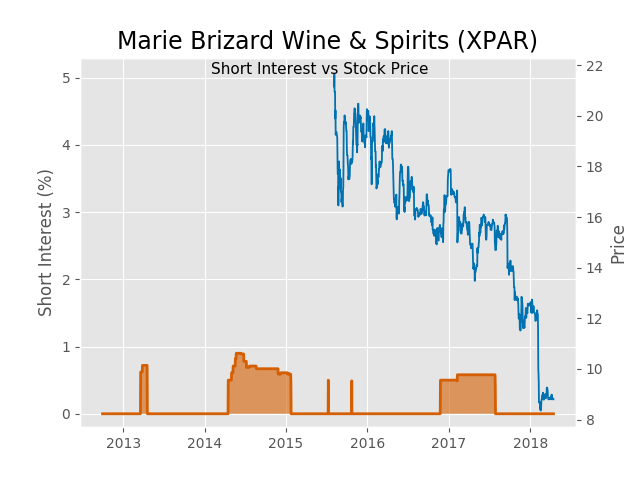 Marie Brizard Wine & Spirits (XPAR)
Short Interest vs Stock Price
Short Interest (%)
5
4
3
2
1
0
22
20
18
16
14
12
10
8
Price
2013 2014 2015 2016 2017 2018